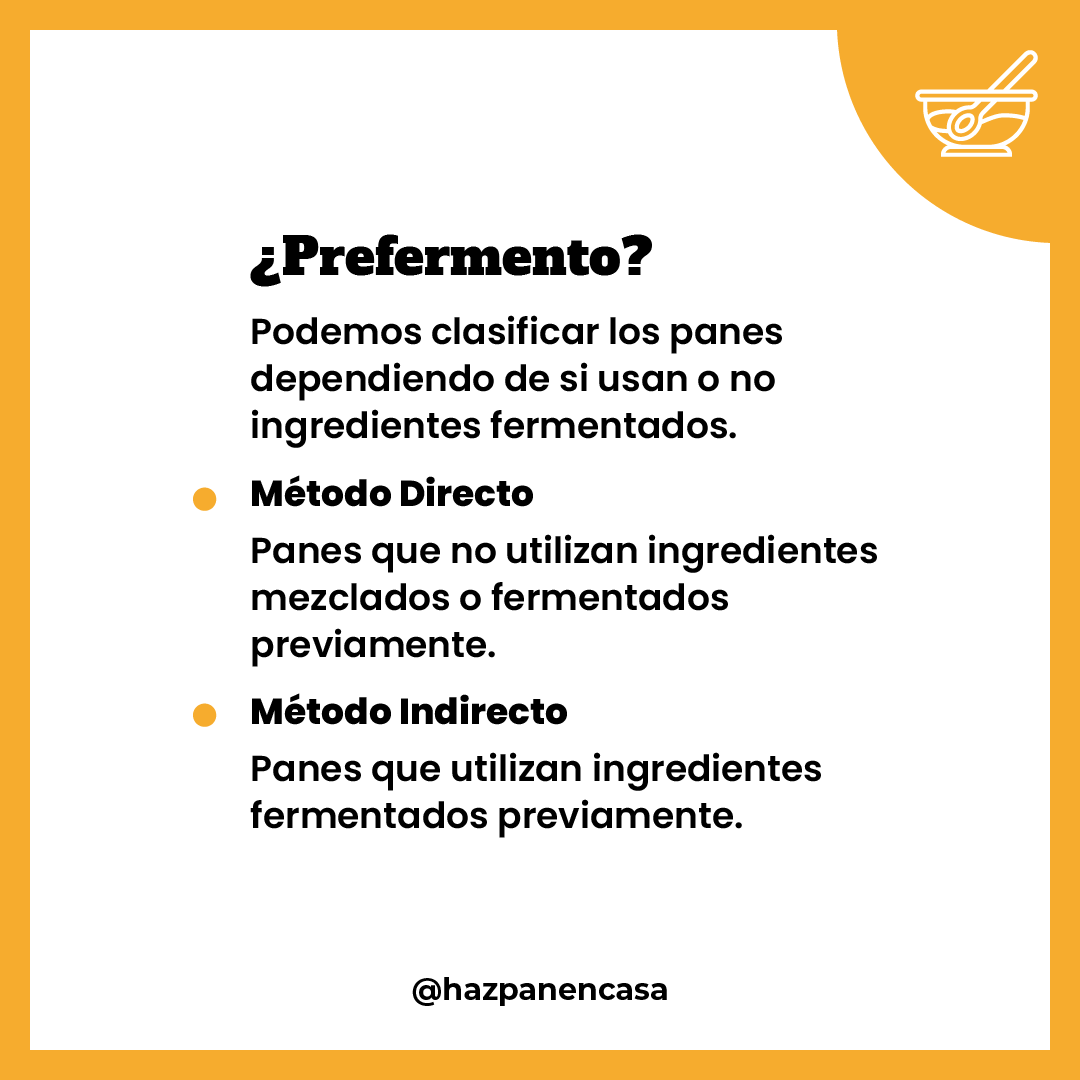 ¿Prefermento?
Podemos clasificar los panes
dependiendo de si usan o no
ingredientes fermentados.
Método Directo
Panes que no utilizan ingredientes
mezclados o fermentados
previamente.
Método Indirecto
Panes que utilizan ingredientes
fermentados previamente.
@hazpanencasa